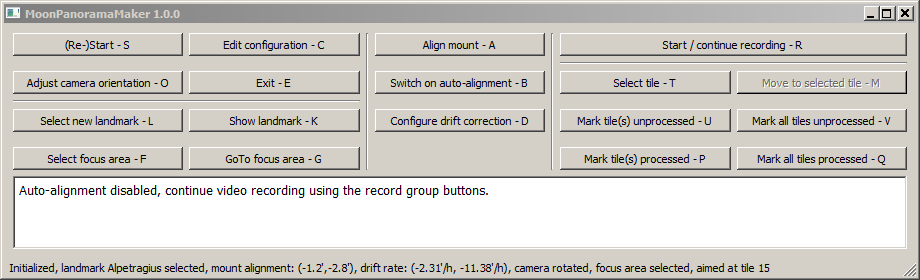 MoonPanoramaMaker 1.0.0
(Re-)Start - S
Edit configuration - C
Align mount - A
Start / continue recording - R
Adjust camera orientation - O
Exit - E
Switch on auto-alignment - B
Select tile - T
Move to selected tile - M
Select new landmark - L
Show landmark - K
Configure drift correction - D
Mark tile(s) unprocessed - U
Mark all tiles unprocessed - V
Select focus area - F
GoTo focus area - G
Mark tile(s) processed - P
Mark all tiles processed - Q
Auto-alignment disabled, continue video recording using the record group buttons.
Initialized, landmark Alpetragius selected, mount alignment: (-1.2',-2.8'), drift rate: (-2.31'/h, -11.38'/h), camera rotated, focus area selected, aimed at tile 15